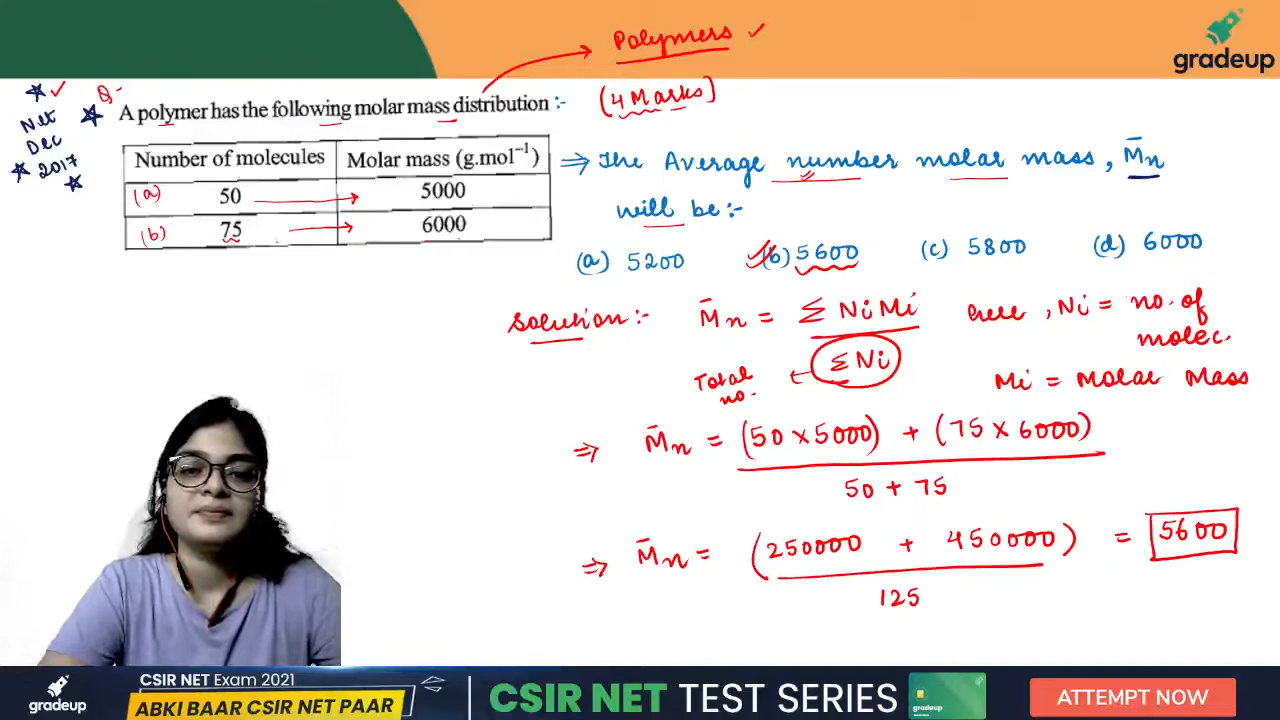 Polymers
gradeup
Net
Dec
2017
Q-
A polymer has the following molar mass distribution :-
(4 Marks)
Number of molecules Molar mass (g.mol⁻¹)
(a) 50 5000
(b) 75 6000
⇒ The Average number molar mass, M̄n
will be:-
(a) 5200 (b) 5600 (c) 5800 (d) 6000
Solution:- M̄n = Σ NiMi / Σ Ni here, Ni = no. of
molec.
Total
no.
Mi = Molar Mass
⇒ M̄n = (50 × 5000) + (75 × 6000)
50 + 75
⇒ M̄n = (250000 + 450000) = 5600
125
gradeup
CSIR NET Exam 2021
ABKI BAAR CSIR NET PAAR
CSIR NET TEST SERIES
gradeup
ATTEMPT NOW